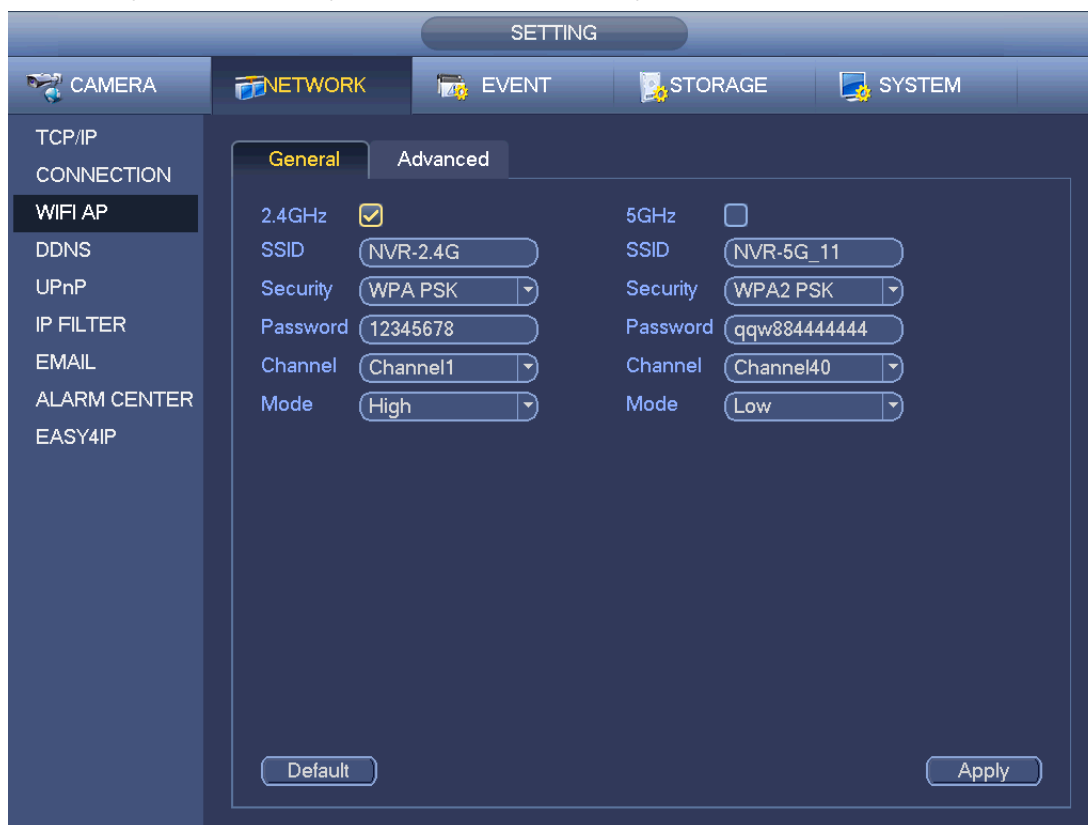 SETTING
CAMERA NETWORK EVENT STORAGE SYSTEM
TCP/IP
CONNECTION
WIFI AP
DDNS
UPnP
IP FILTER
EMAIL
ALARM CENTER
EASY4IP
General Advanced
2.4GHz 5GHz
SSID NVR-2.4G SSID NVR-5G_11
Security WPA PSK Security WPA2 PSK
Password 12345678 Password qqw884444444
Channel Channel1 Channel Channel40
Mode High Mode Low
Default Apply